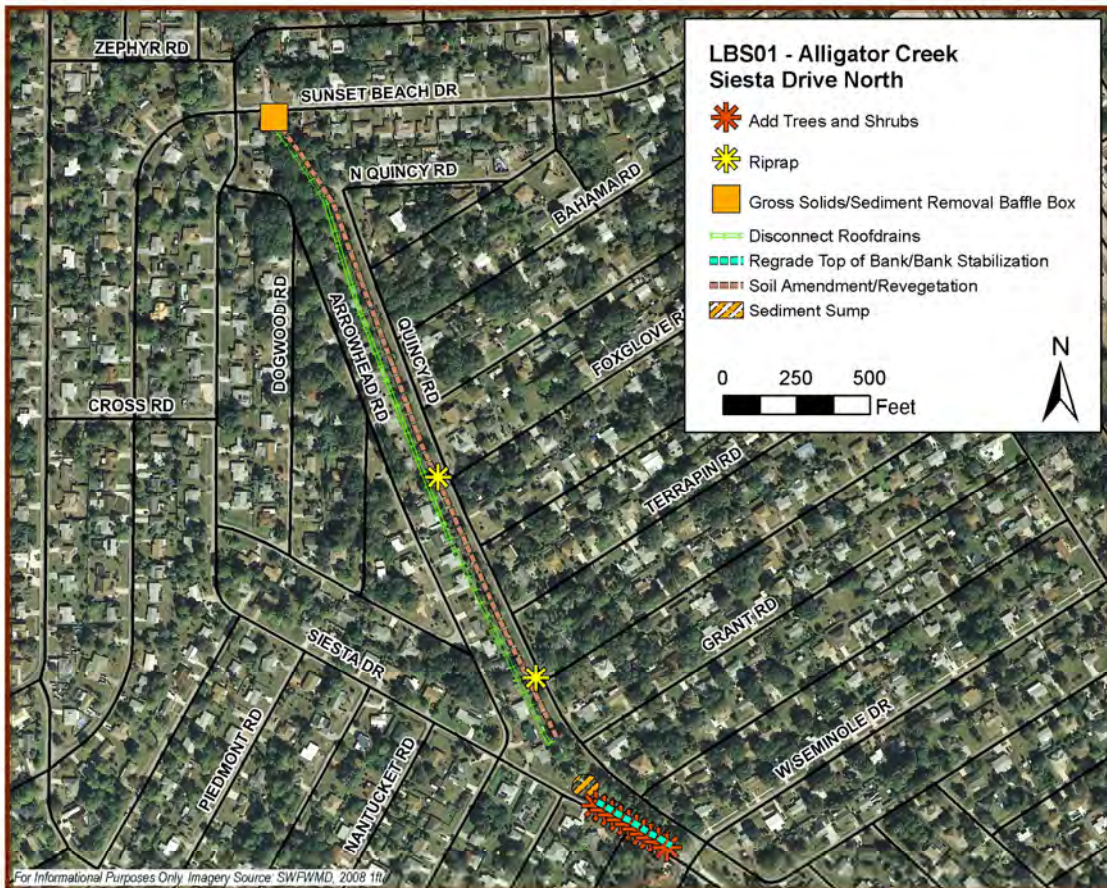 LBS01 - Alligator Creek
Siesta Drive North
Add Trees and Shrubs
Riprap
Gross Solids/Sediment Removal Baffle Box
Disconnect Roofdrains
Regrade Top of Bank/Bank Stabilization
Soil Amendment/Revegetation
Sediment Sump
N
0 250 500
Feet
ZEPHYR RD
SUNSET BEACH DR
N QUINCY RD
BAHAMA RD
DOGWOOD RD
ARROWHEAD RD
QUINCY RD
FOXGLOVE RD
CROSS RD
TERRAPIN RD
GRANT RD
SIESTA DR
W SEMINOLE DR
PIEDMONT RD
NANTUCKET RD
For Informational Purposes Only. Imagery Source: SWFWMD, 2008 1ft